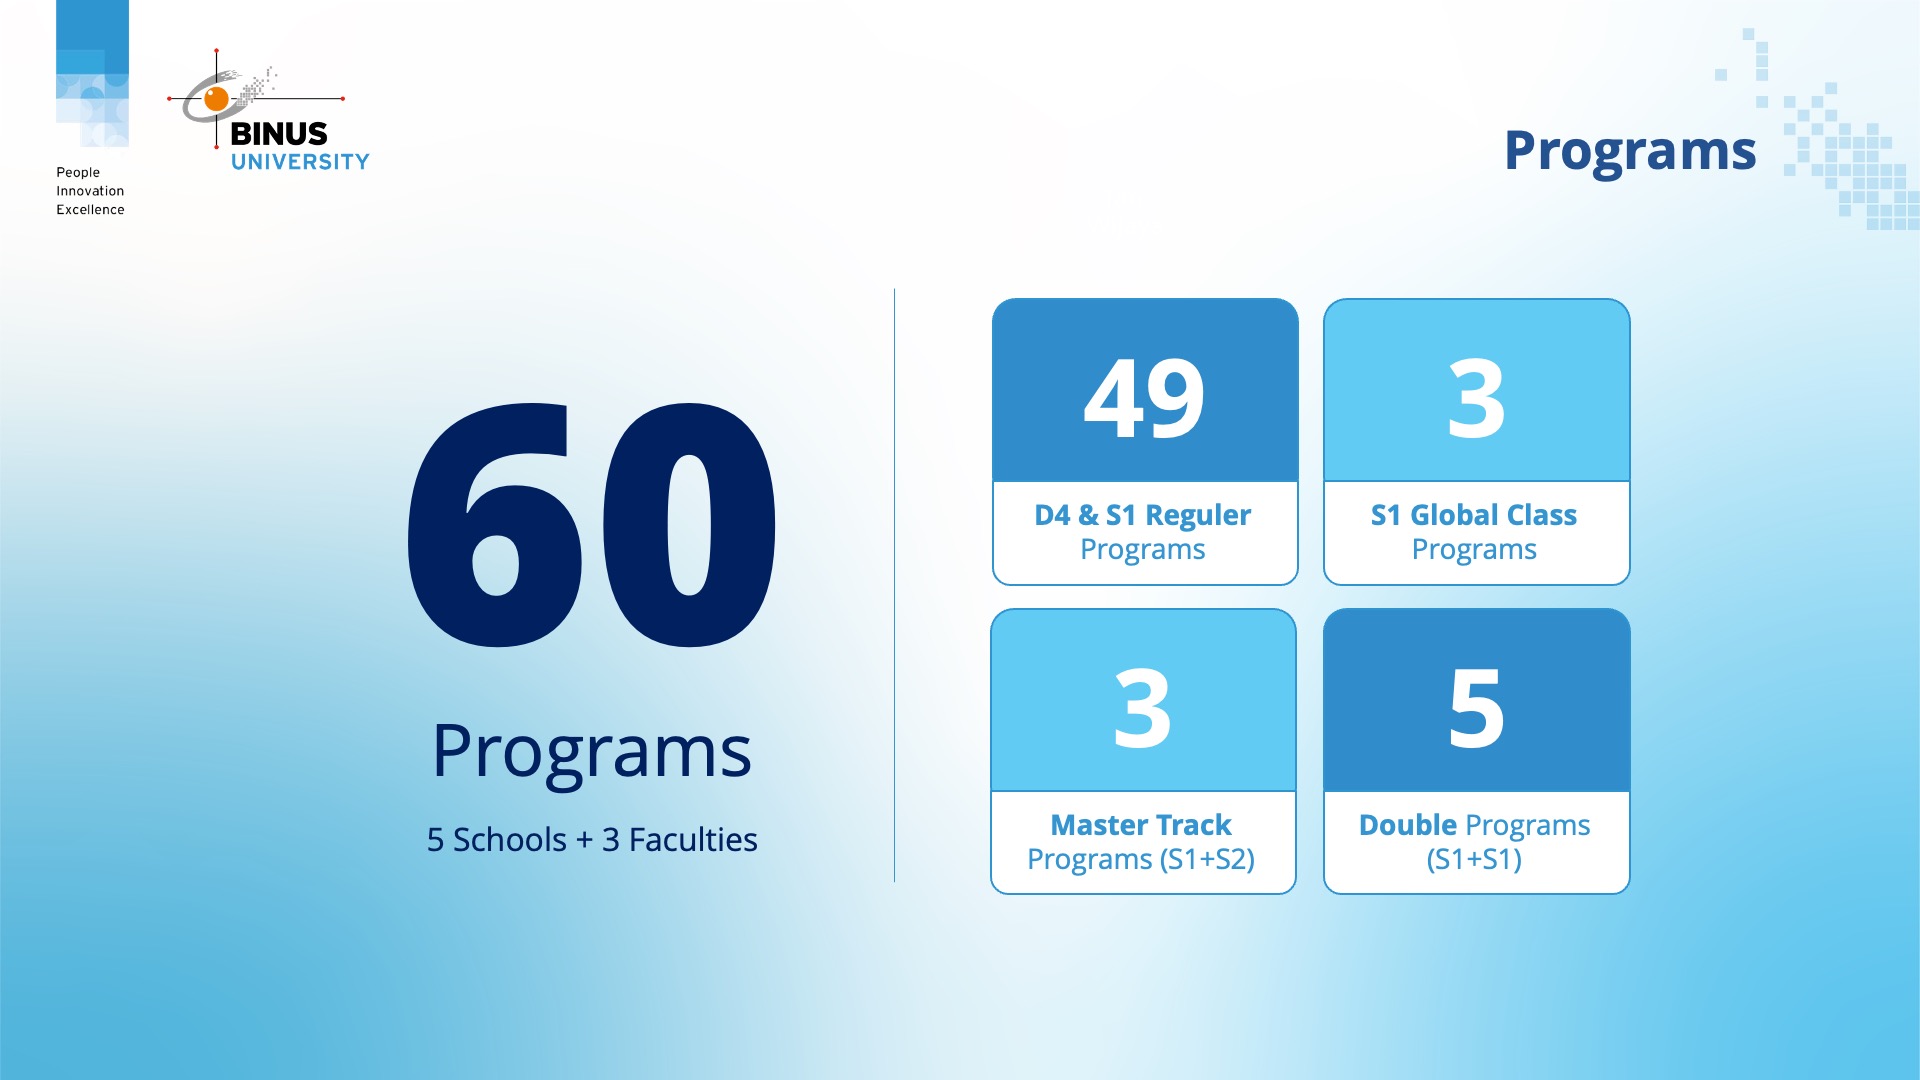 People
Innovation
Excellence
BINUS
UNIVERSITY
Programs
60
Programs
5 Schools + 3 Faculties
49
D4 & S1 Reguler
Programs
3
S1 Global Class
Programs
3
Master Track
Programs (S1+S2)
5
Double Programs
(S1+S1)